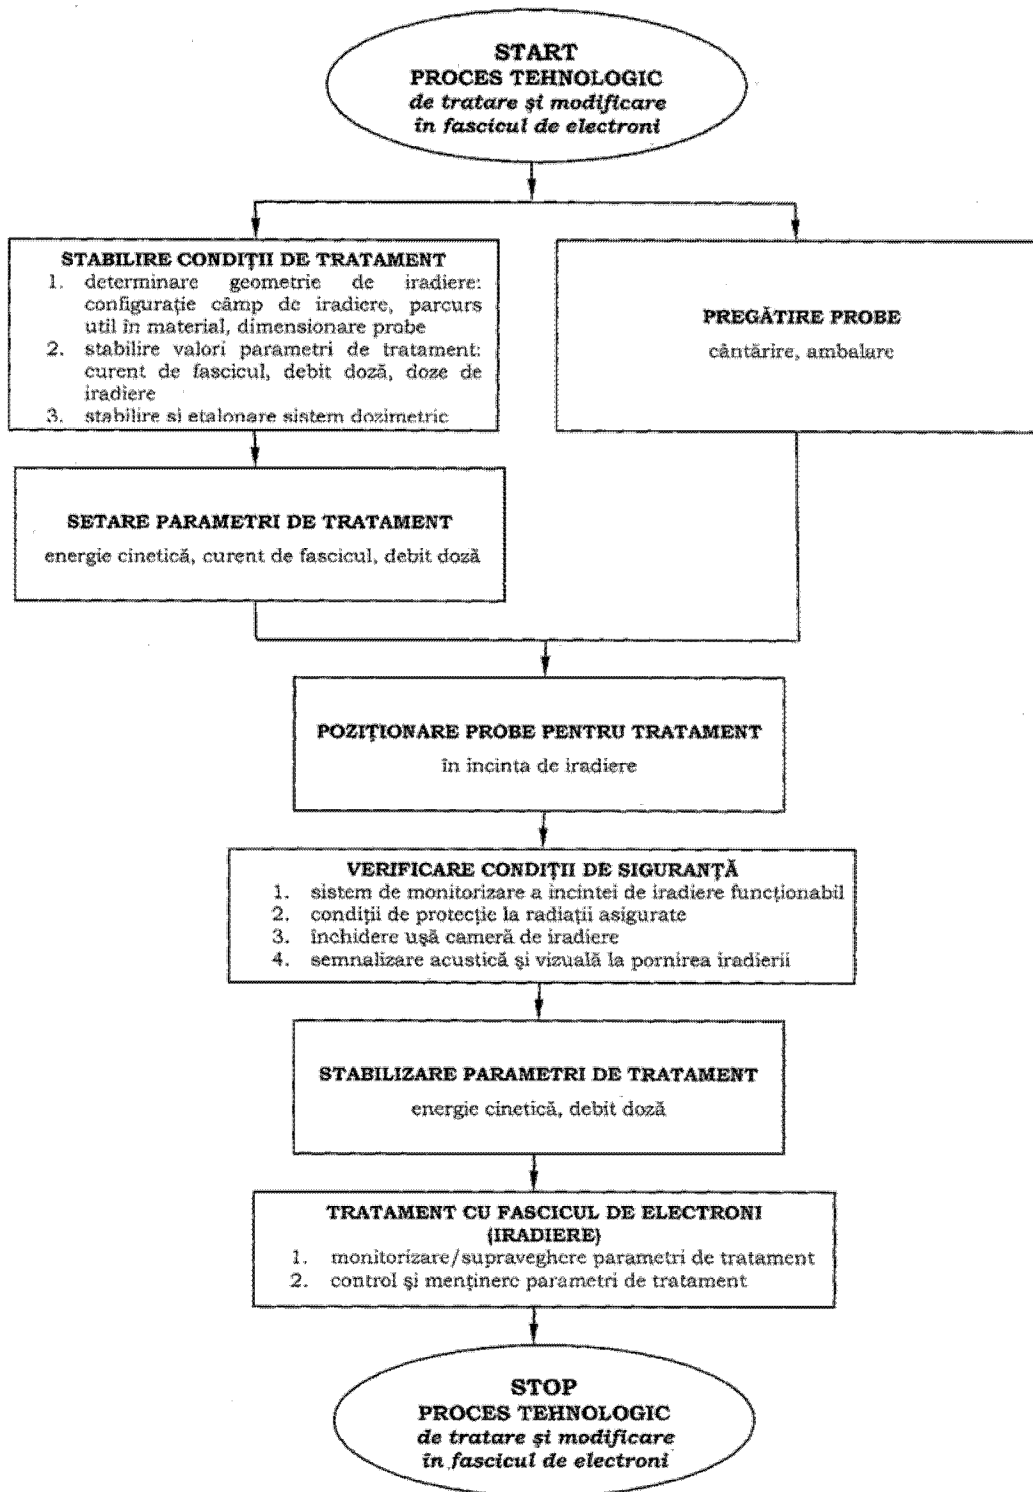 START
PROCES TEHNOLOGIC
de tratare și modificare
în fascicul de electroni
STABILIRE CONDIȚII DE TRATAMENT
1. determinare geometrie de iradiere:
configurație câmp de iradiere, parcurs
util în material, dimensionare probe
2. stabilire valori parametri de tratament:
curent de fascicul, debit doză, doze de
iradiere
3. stabilire si etalonare sistem dozimetric
PREGĂTIRE PROBE
cântărire, ambalare
SETARE PARAMETRI DE TRATAMENT
energie cinetică, curent de fascicul, debit doză
POZIȚIONARE PROBE PENTRU TRATAMENT
în incinta de iradiere
VERIFICARE CONDIȚII DE SIGURANȚĂ
1. sistem de monitorizare a incintei de iradiere funcționabil
2. condiții de protecție la radiații asigurate
3. închidere ușă cameră de iradiere
4. semnalizare acustică și vizuală la pornirea iradierii
STABILIZARE PARAMETRI DE TRATAMENT
energie cinetică, debit doză
TRATAMENT CU FASCICUL DE ELECTRONI
(IRADIERE)
1. monitorizare/supraveghere parametri de tratament
2. control și menținere parametri de tratament
STOP
PROCES TEHNOLOGIC
de tratare și modificare
în fascicul de electroni